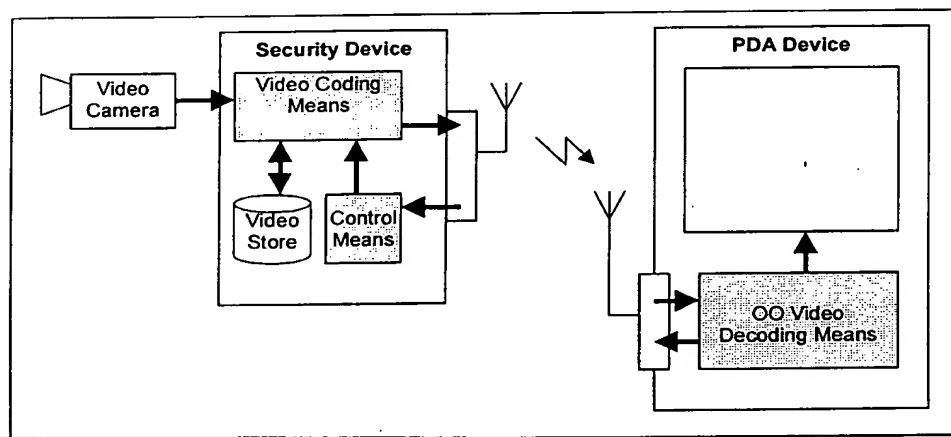 Security Device
PDA Device
Video
Camera
Video Coding
Means
Video
Store
Control
Means
OO Video
Decoding Means